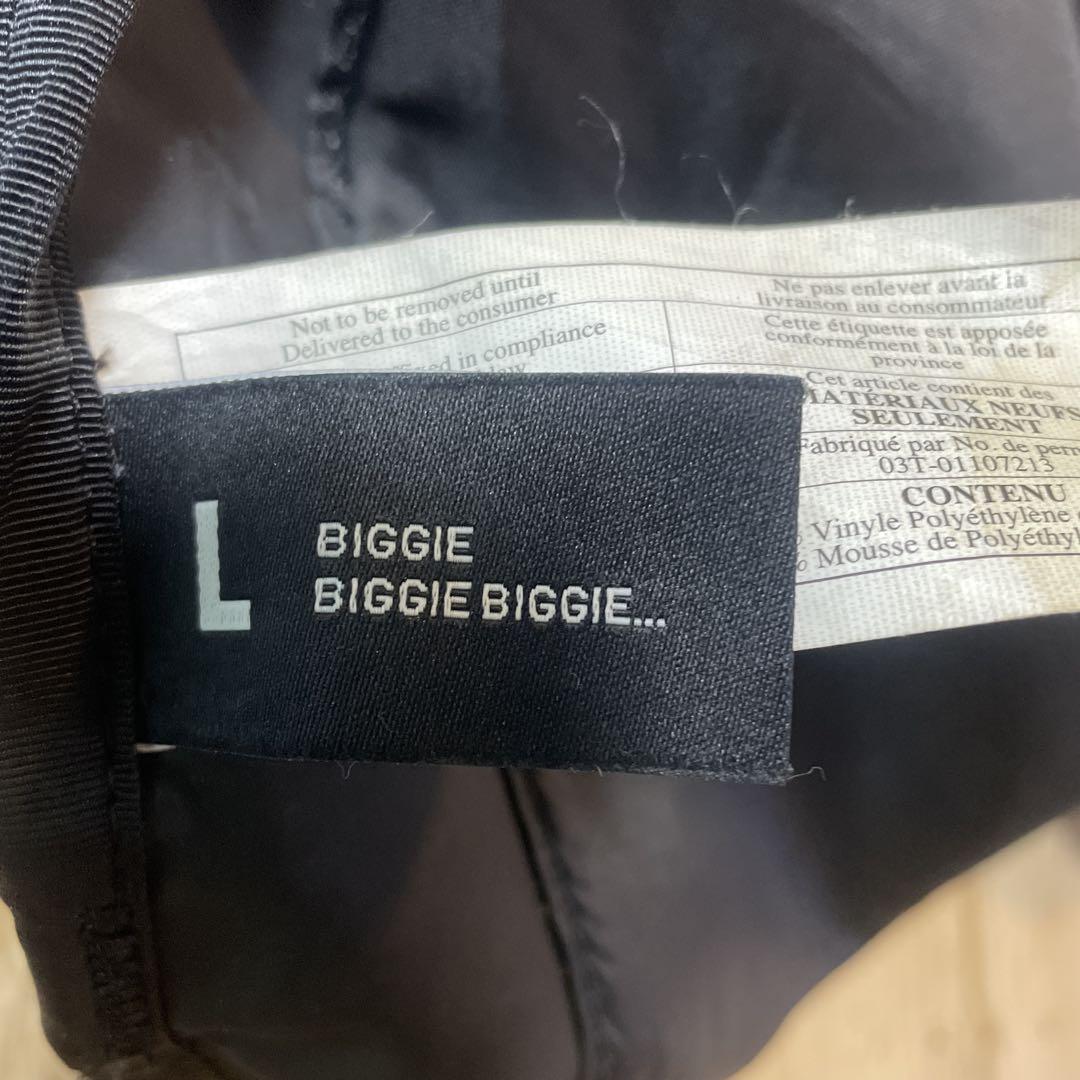 Not to be removed until
Delivered to the consumer
in compliance
Ne pas enlever avant la
livraison au consommateur
Cette étiquette est apposée
conformément à la loi de la
province
Cet article contient des
MATÉRIAUX NEUFS
SEULEMENT
Fabriqué par No. de
03T-01107213
CONTENU
Vinyle Polyéthylène
Mousse de
L
BIGGIE
BIGGIE BIGGIE...